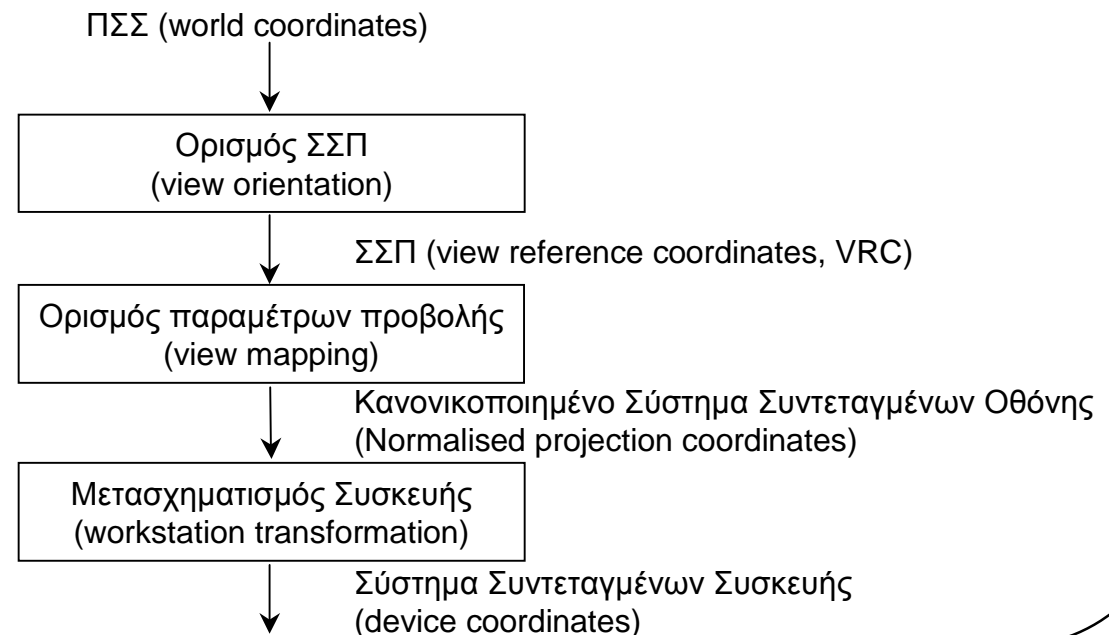 ΠΣΣ (world coordinates)
Ορισμός ΣΣΠ
(view orientation)
ΣΣΠ (view reference coordinates, VRC)
Ορισμός παραμέτρων προβολής
(view mapping)
Κανονικοποιημένο Σύστημα Συντεταγμένων Οθόνης
(Normalised projection coordinates)
Μετασχηματισμός Συσκευής
(workstation transformation)
Σύστημα Συντεταγμένων Συσκευής
(device coordinates)